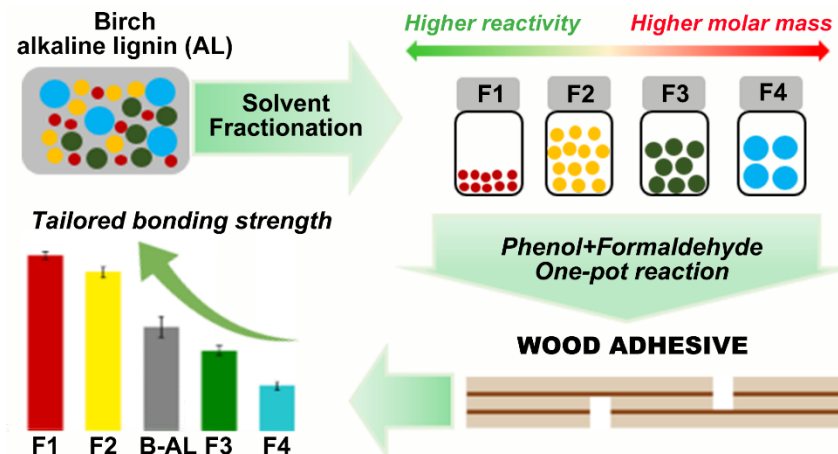 Birch
alkaline lignin (AL)
Solvent
Fractionation
Higher reactivity
Higher molar mass
F1
F2
F3
F4
Phenol+Formaldehyde
One-pot reaction
WOOD ADHESIVE
Tailored bonding strength
F1
F2
B-AL
F3
F4